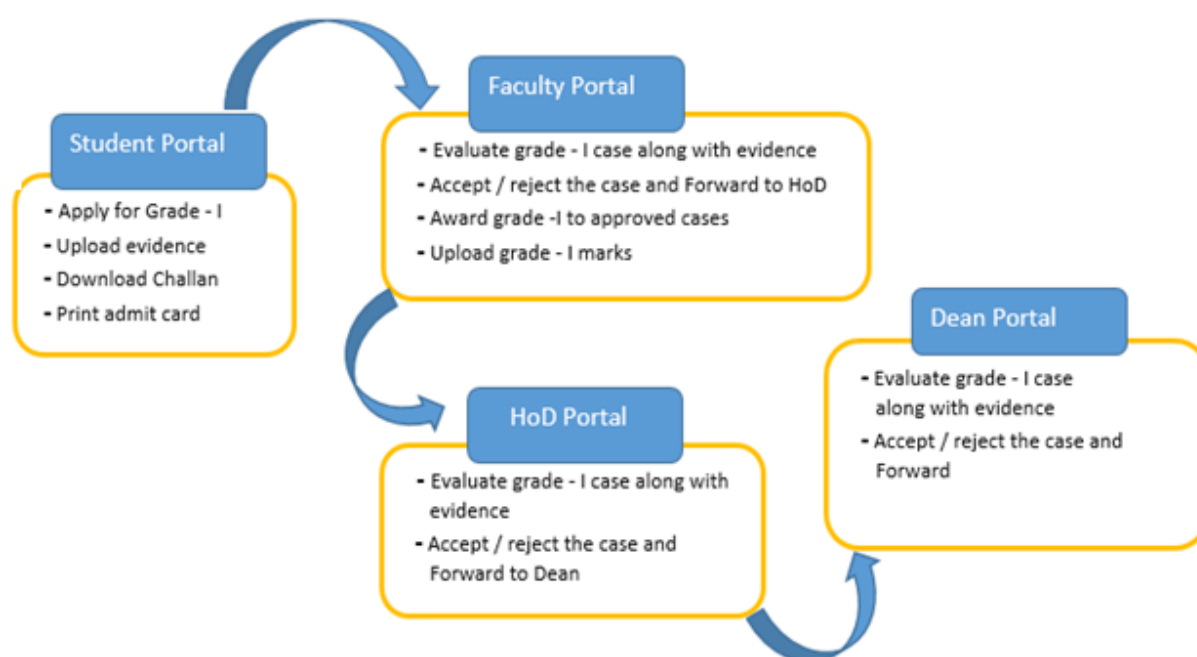 Student Portal
- Apply for Grade - I
- Upload evidence
- Download Challan
- Print admit card
Faculty Portal
- Evaluate grade - I case along with evidence
- Accept / reject the case and Forward to HoD
- Award grade -I to approved cases
- Upload grade - I marks
HoD Portal
- Evaluate grade - I case along with
evidence
- Accept / reject the case and
Forward to Dean
Dean Portal
- Evaluate grade - I case
along with evidence
- Accept / reject the case and
Forward